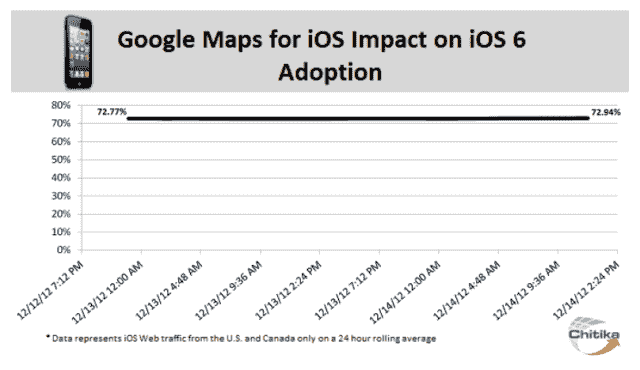 Google Maps for iOS Impact on iOS 6
Adoption
80%
70%
60%
50%
40%
30%
20%
10%
0%
72.77%
72.94%
12/12/12 7:12 PM
12/13/12 12:00 AM
12/13/12 4:48 AM
12/13/12 9:36 AM
12/13/12 2:24 PM
12/13/12 7:12 PM
12/14/12 12:00 AM
12/14/12 4:48 AM
12/14/12 9:36 AM
12/14/12 2:24 PM
* Data represents iOS Web traffic from the U.S. and Canada only on a 24 hour rolling average
Chitika